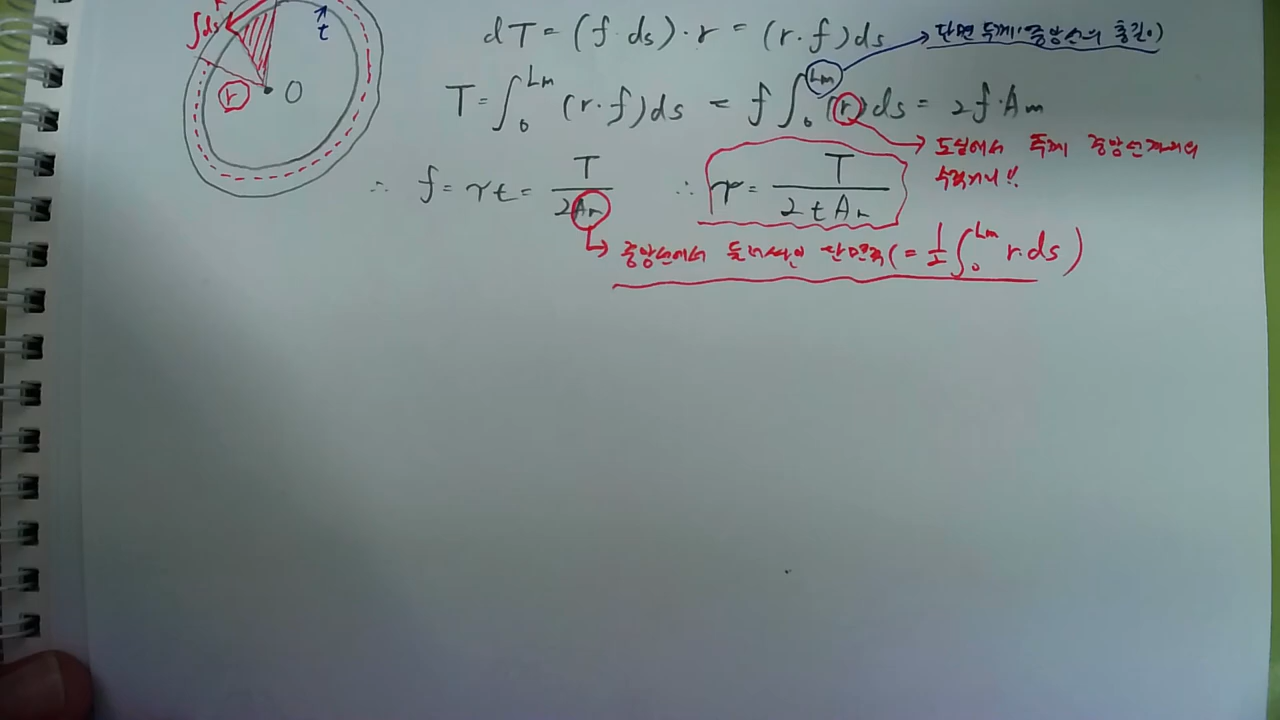 f ds
t
r
O
dT = (f·ds)·r = (r·f)ds
단면 두께 중앙선의 총길이
T = ∫₀^Lm (r·f)ds = f ∫₀^Lm (r)ds = 2f·Am
도심에서 두께 중앙선까지의
수직거리!!
∴ f = τt = T / 2Am ∴ τ = T / 2tAm
중앙선에서 둘러싸인 단면적 (= 1/2 ∫₀^Lm r·ds)